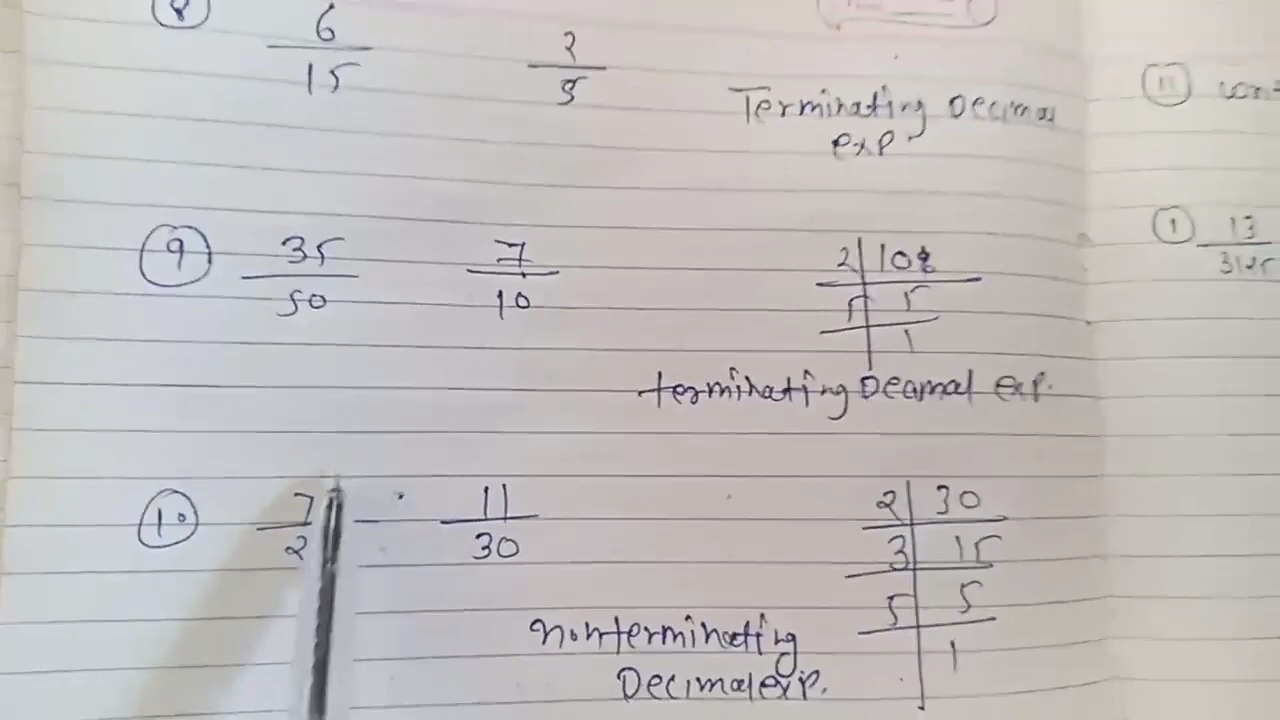 8 6/15 2/5
Terminating Decimal
exp.
9 35/50 7/10
2 | 10
5 | 5
1
terminating Decimal exp.
10 11/30
2 | 30
3 | 15
5 | 5
1
nonterminating
Decimal exp.
11
1 13/3125